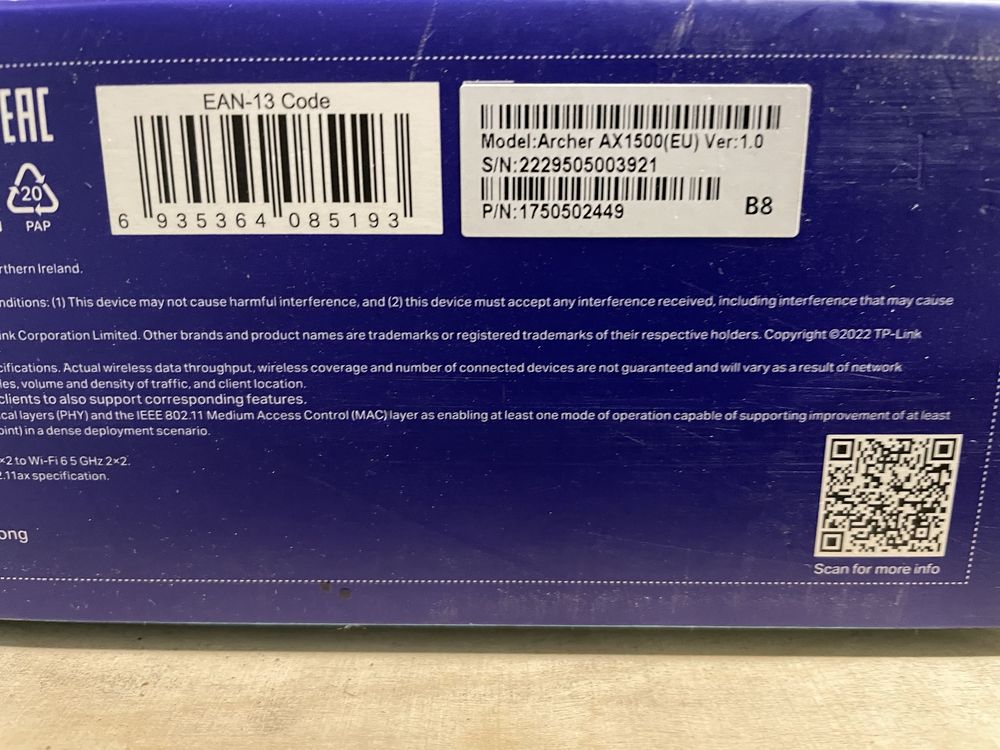 EAC
EAN-13 Code
6 935364 085193
Model:Archer AX1500(EU) Ver:1.0
S/N:2229505003921
P/N:1750502449
B8
20
PAP
rthern Ireland.
nditions: (1) This device may not cause harmful interference, and (2) this device must accept any interference received, including interference that may cause
ink Corporation Limited. Other brands and product names are trademarks or registered trademarks of their respective holders. Copyright ©2022 TP-Link
cifications. Actual wireless data throughput, wireless coverage and number of connected devices are not guaranteed and will vary as a result of network
les, volume and density of traffic, and client location.
clients to also support corresponding features.
cal layers (PHY) and the IEEE 802.11 Medium Access Control (MAC) layer as enabling at least one mode of operation capable of supporting improvement of at least
oint) in a dense deployment scenario.
×2 to Wi-Fi 6 5 GHz 2×2.
2.11ax specification.
ong
Scan for more info